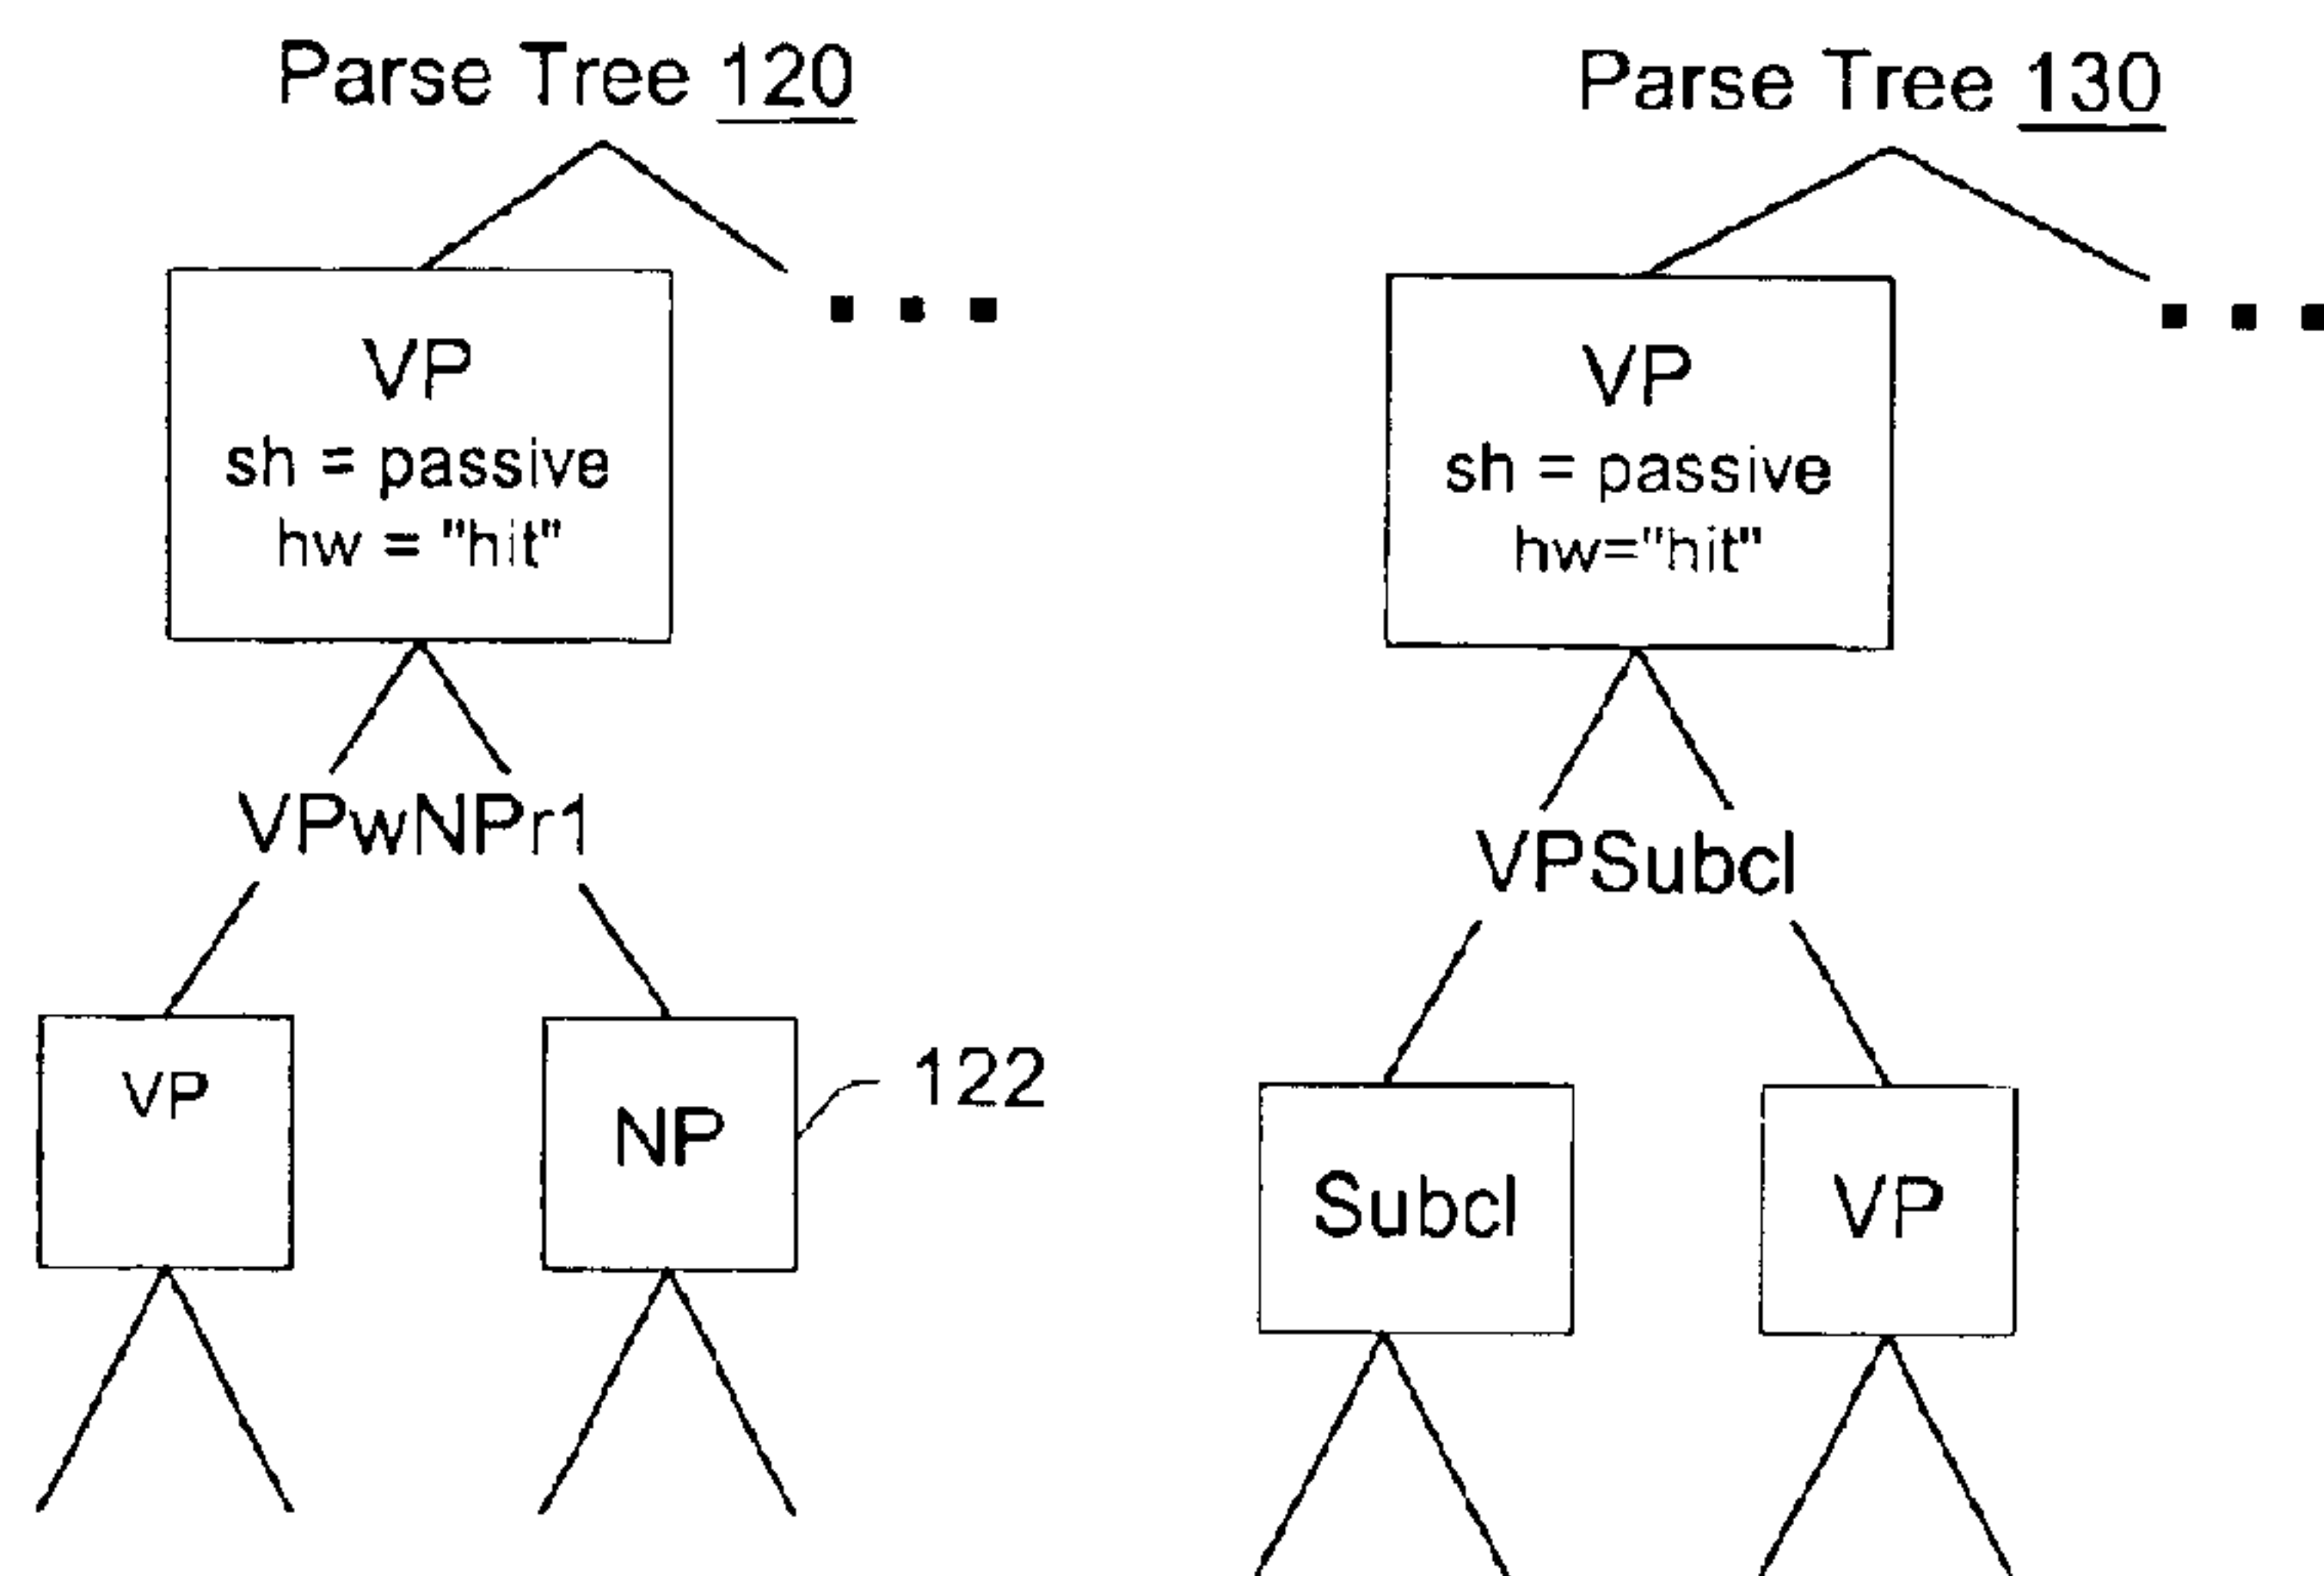 Parse Tree 120
VP
sh = passive
hw = "hit"
VPwNPr1
VP
NP
122
Parse Tree 130
VP
sh = passive
hw="hit"
VPSubcl
Subcl
VP